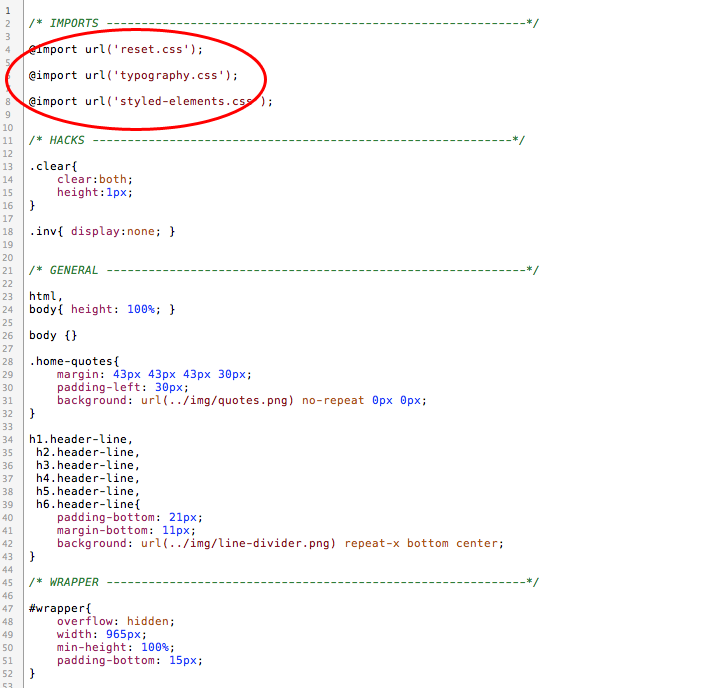 1
2 /* IMPORTS ------------------------------------------------------------*/
3
4 @import url('reset.css');
5
6 @import url('typography.css');
7
8 @import url('styled-elements.css');
9
10
11 /* HACKS ------------------------------------------------------------*/
12
13 .clear{
14 clear:both;
15 height:1px;
16 }
17
18 .inv{ display:none; }
19
20
21 /* GENERAL ------------------------------------------------------------*/
22
23 html,
24 body{ height: 100%; }
25
26 body {}
27
28 .home-quotes{
29 margin: 43px 43px 43px 30px;
30 padding-left: 30px;
31 background: url(../img/quotes.png) no-repeat 0px 0px;
32 }
33
34 h1.header-line,
35 h2.header-line,
36 h3.header-line,
37 h4.header-line,
38 h5.header-line,
39 h6.header-line{
40 padding-bottom: 21px;
41 margin-bottom: 11px;
42 background: url(../img/line-divider.png) repeat-x bottom center;
43 }
44
45 /* WRAPPER ------------------------------------------------------------*/
46
47 #wrapper{
48 overflow: hidden;
49 width: 965px;
50 min-height: 100%;
51 padding-bottom: 15px;
52 }
53